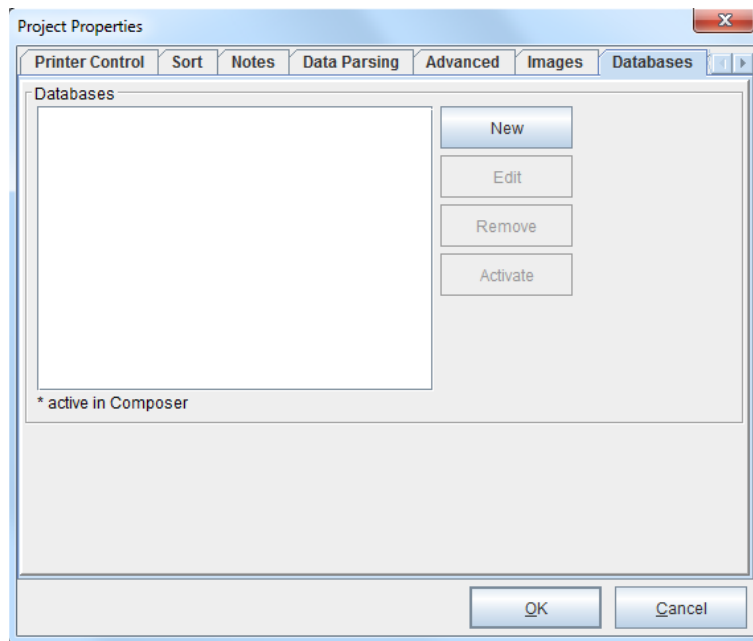 Project Properties
Printer Control Sort Notes Data Parsing Advanced Images Databases
Databases
New
Edit
Remove
Activate
* active in Composer
OK Cancel